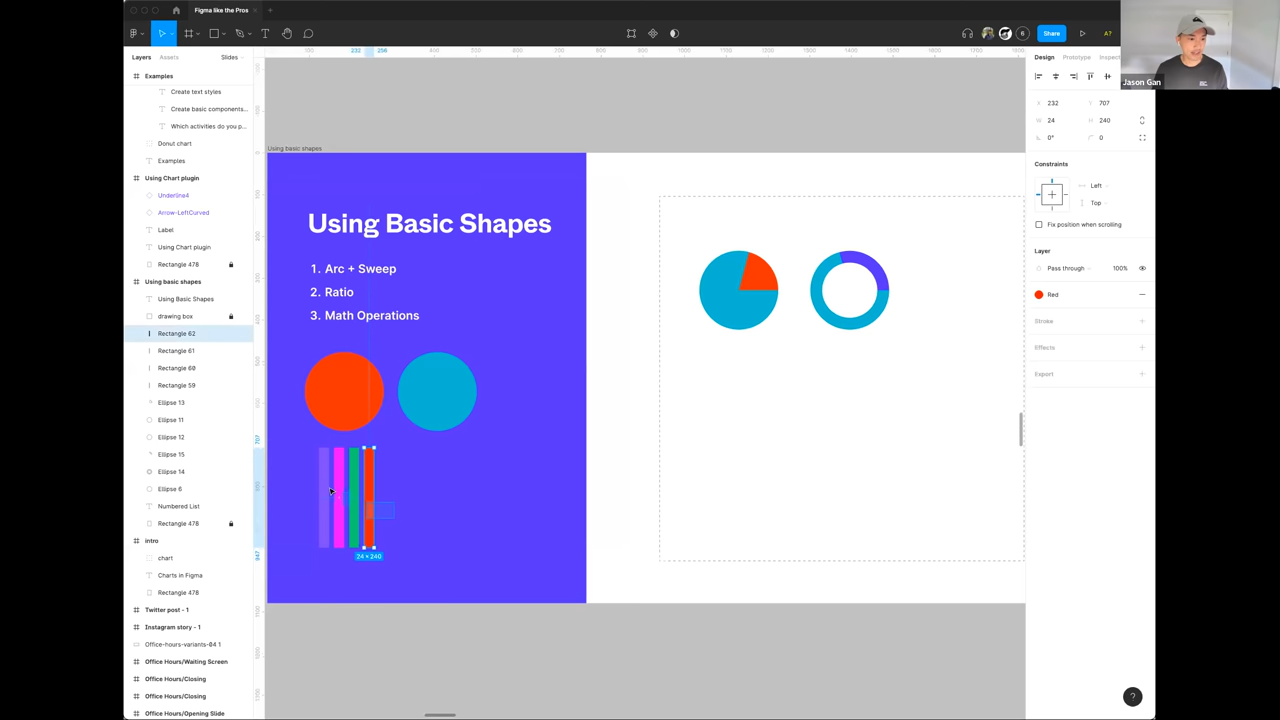 Figma like the Pros
6
Share
A?
Layers
Assets
Slides
Examples
Create text styles
Create basic components...
Which activities do you p...
Donut chart
Examples
Using Chart plugin
Underline4
Arrow-LeftCurved
Label
Using Chart plugin
Rectangle 478
Using basic shapes
Using Basic Shapes
drawing box
Rectangle 62
Rectangle 61
Rectangle 60
Rectangle 59
Ellipse 13
Ellipse 11
Ellipse 12
Ellipse 15
Ellipse 14
Ellipse 6
Numbered List
Rectangle 478
intro
chart
Charts in Figma
Rectangle 478
Twitter post - 1
Instagram story - 1
Office-hours-variants-04 1
Office Hours/Waiting Screen
Office Hours/Closing
Office Hours/Closing
Office Hours/Opening Slide
232 256
707
947
Using basic shapes
Using Basic Shapes
1. Arc + Sweep
2. Ratio
3. Math Operations
24 × 240
Jason Gan
Design
Prototype
Inspect
X 232 Y 707
W 24 H 240
0° 0
Constraints
Left
Top
Fix position when scrolling
Layer
Pass through 100%
Red
Stroke
Effects
Export
?